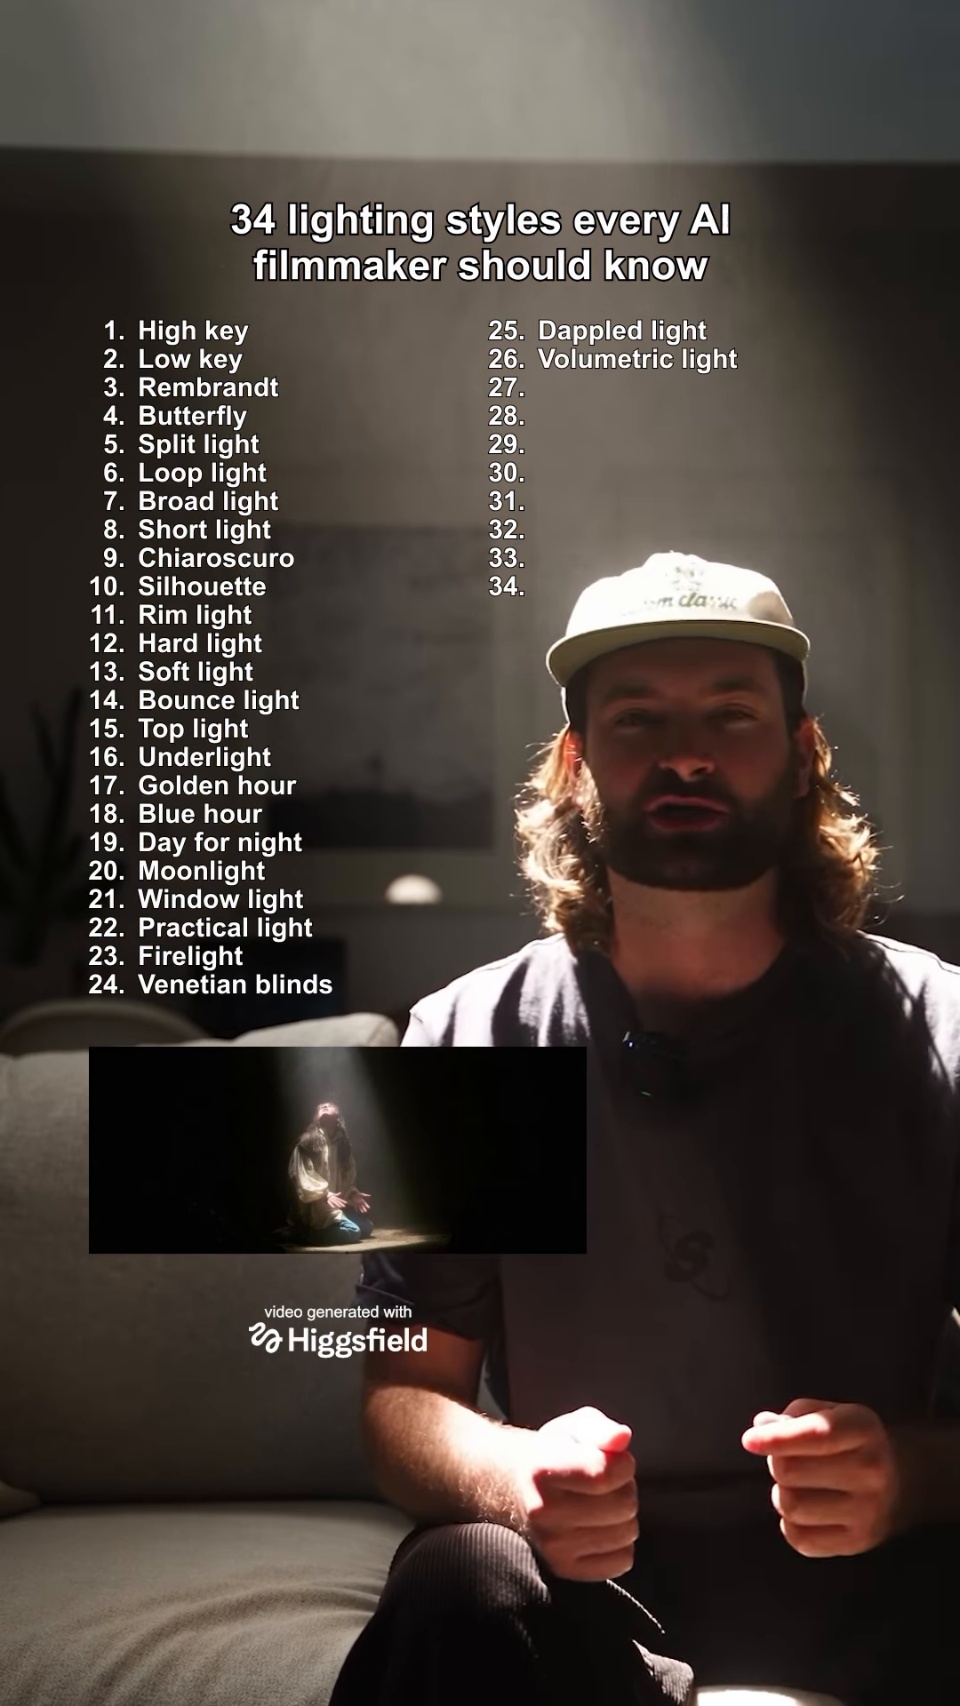 34 lighting styles every AI
filmmaker should know
1. High key
2. Low key
3. Rembrandt
4. Butterfly
5. Split light
6. Loop light
7. Broad light
8. Short light
9. Chiaroscuro
10. Silhouette
11. Rim light
12. Hard light
13. Soft light
14. Bounce light
15. Top light
16. Underlight
17. Golden hour
18. Blue hour
19. Day for night
20. Moonlight
21. Window light
22. Practical light
23. Firelight
24. Venetian blinds
25. Dappled light
26. Volumetric light
27.
28.
29.
30.
31.
32.
33.
34.
classic
video generated with
Higgsfield